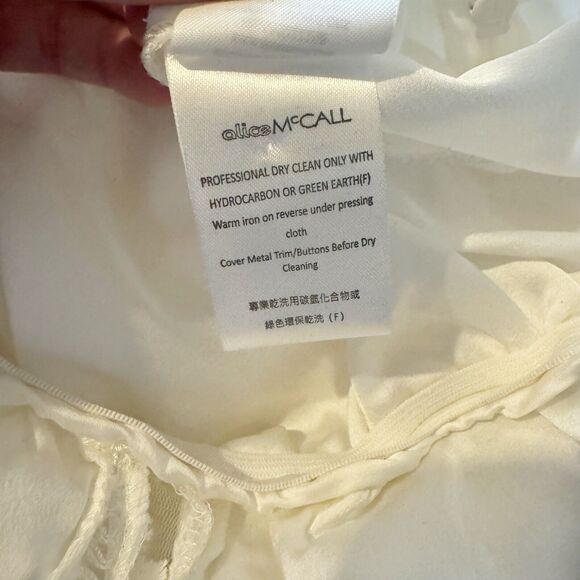 alice McCALL
PROFESSIONAL DRY CLEAN ONLY WITH
HYDROCARBON OR GREEN EARTH(F)
Warm iron on reverse under pressing
cloth
Cover Metal Trim/Buttons Before Dry
Cleaning
專業乾洗用碳氫化合物或
綠色環保乾洗 (F)